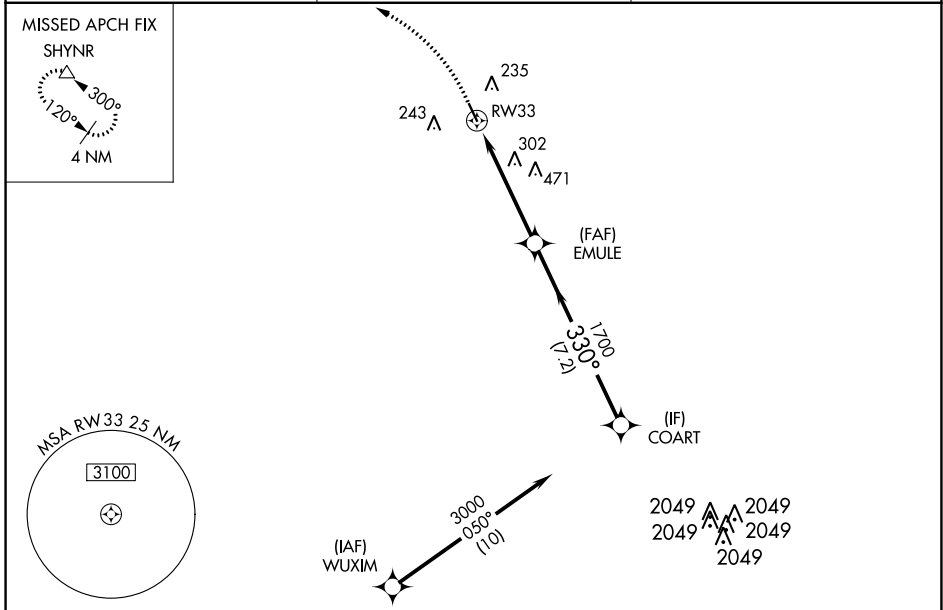 MISSED APCH FIX
SHYNR
300°
120°
4 NM
235
243
RW33
302
471
(FAF)
EMULE
1700
330°
(7.2)
(IF)
COART
MSA RW33 25 NM
3100
3000
050°
(10)
(IAF)
WUXIM
2049 2049
2049 2049
2049